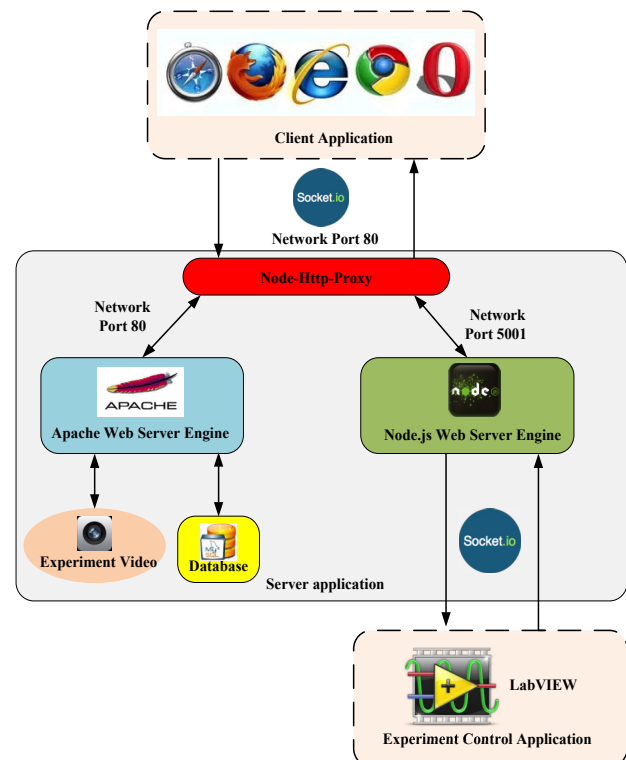 Client Application
Socket.io
Network Port 80
Node-Http-Proxy
Network
Port 80
Network
Port 5001
APACHE
Apache Web Server Engine
node
Node.js Web Server Engine
Experiment Video
Database
Socket.io
Server application
LabVIEW
Experiment Control Application